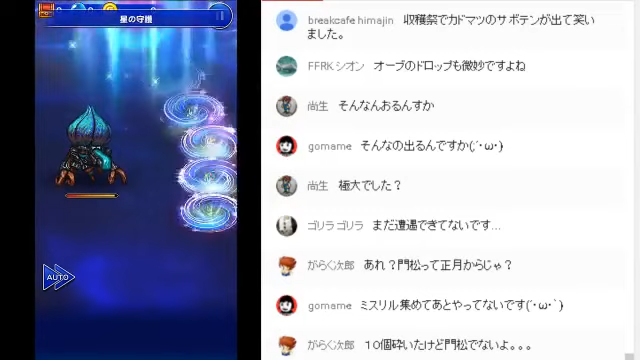 星の守護
AUTO
breakcafe himajin 収穫祭でカドマツのサボテンが出て笑い
ました。
FFRK シオン オーブのドロップも微妙ですよね
尚生 そんなんおるんすか
gomame そんなの出るんですか(;´･ω･)
尚生 極大でした？
ゴリラゴリラ まだ遭遇できてないです...
がらく次郎 あれ？門松って正月からじゃ？
gomame ミスリル集めてあとやってないです(´･ω･｀)
がらく次郎 １０個砕いたけど門松でないよ。。。